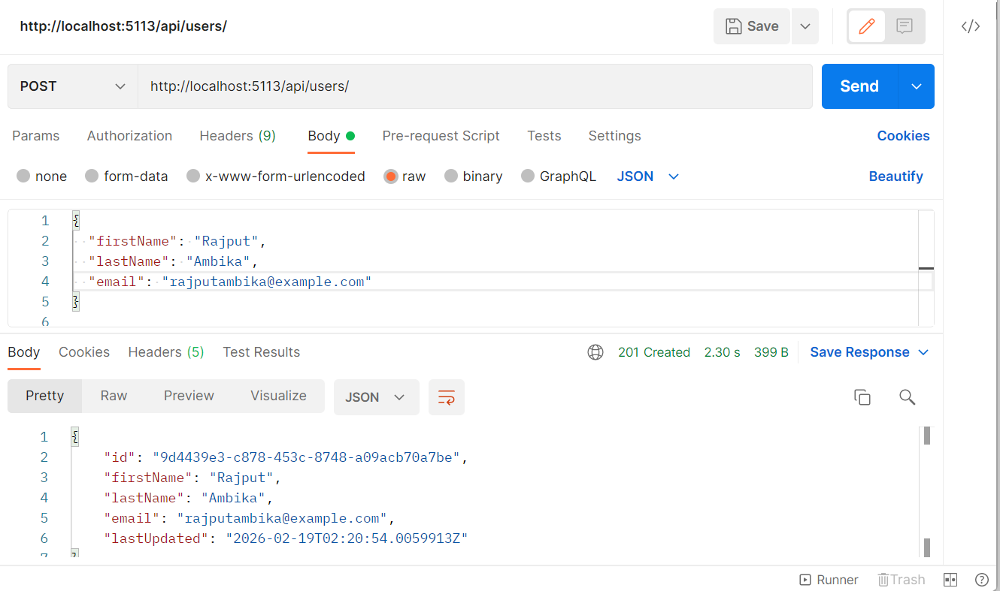 http://localhost:5113/api/users/ Save
POST http://localhost:5113/api/users/ Send
Params Authorization Headers (9) Body Pre-request Script Tests Settings Cookies
none form-data x-www-form-urlencoded raw binary GraphQL JSON Beautify
1 {
2 "firstName": "Rajput",
3 "lastName": "Ambika",
4 "email": "rajputambika@example.com"
5 }
6
Body Cookies Headers (5) Test Results 201 Created 2.30 s 399 B Save Response
Pretty Raw Preview Visualize JSON
1 {
2 "id": "9d4439e3-c878-453c-8748-a09acb70a7be",
3 "firstName": "Rajput",
4 "lastName": "Ambika",
5 "email": "rajputambika@example.com",
6 "lastUpdated": "2026-02-19T02:20:54.0059913Z"
7 }
Runner Trash